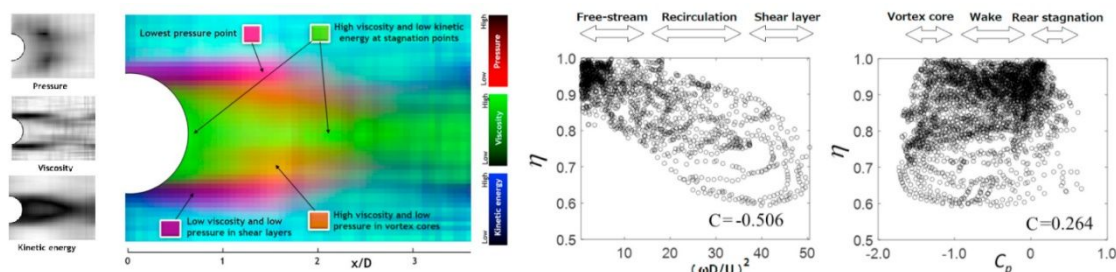 Pressure
Viscosity
Kinetic energy
Lowest pressure point
High viscosity and low kinetic
energy at stagnation points
Low viscosity and low
pressure in shear layers
High viscosity and low
pressure in vortex cores
0
1
2
3
x/D
High
Pressure
Low
High
Viscosity
Low
High
Kinetic energy
Low
Free-stream Recirculation Shear layer
η
1
0.9
0.8
0.7
0.6
0.5
C=-0.506
10 20 30 40 50
(ωD/U)²
Vortex core Wake Rear stagnation
η
1
0.9
0.8
0.7
0.6
0.5
C=0.264
-2.0 -1.0 0 1.0
Cp